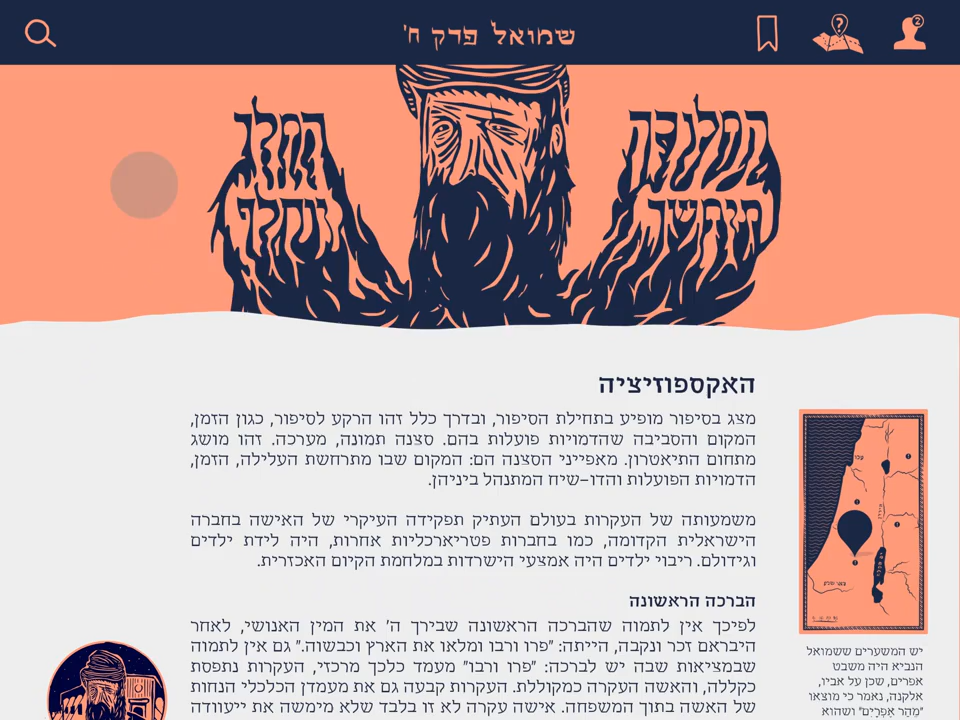 שמואל פרק ח'
2
?
המלוכה
תימשך
המלך
יוחלף
האקספוזיציה
מצג בסיפור מופיע בתחילת הסיפור, ובדרך כלל זהו הרקע לסיפור, כגון הזמן,
המקום והסביבה שהדמויות פועלות בהם. סצנה תמונה, מערכה. זהו מושג
מתחום התיאטרון. מאפייני הסצנה הם: המקום שבו מתרחשת העלילה, הזמן,
הדמויות הפועלות והדו-שיח המתנהל ביניהן.
משמעותה של העקרות בעולם העתיק תפקידה העיקרי של האישה בחברה
הישראלית הקדומה, כמו בחברות פטריארכליות אחרות, היה לידת ילדים
וגידולם. ריבוי ילדים היה אמצעי הישרדות במלחמת הקיום האכזרית.
הברכה הראשונה
לפיכך אין לתמוה שהברכה הראשונה שבירך ה' את המין האנושי, לאחר
היבראם זכר ונקבה, הייתה: "פרו ורבו ומלאו את הארץ וכבשוה." גם אין לתמוה
שבמציאות שבה יש לברכה: "פרו ורבו" מעמד כלכך מרכזי, העקרות נתפסת
כקללה, והאשה העקרה כמקוללת. העקרות קבעה גם את מעמדן הכלכלי הנחות
של האשה בתוך המשפחה. אישה עקרה לא זו בלבד שלא מימשה את ייעוודה
יש המשערים ששמואל
הנביא היה משבט
אפרים, שכן על אביו,
אלקנה, נאמר כי מוצאו
"מֵהַר אֶפְרָיִם" ושהוא